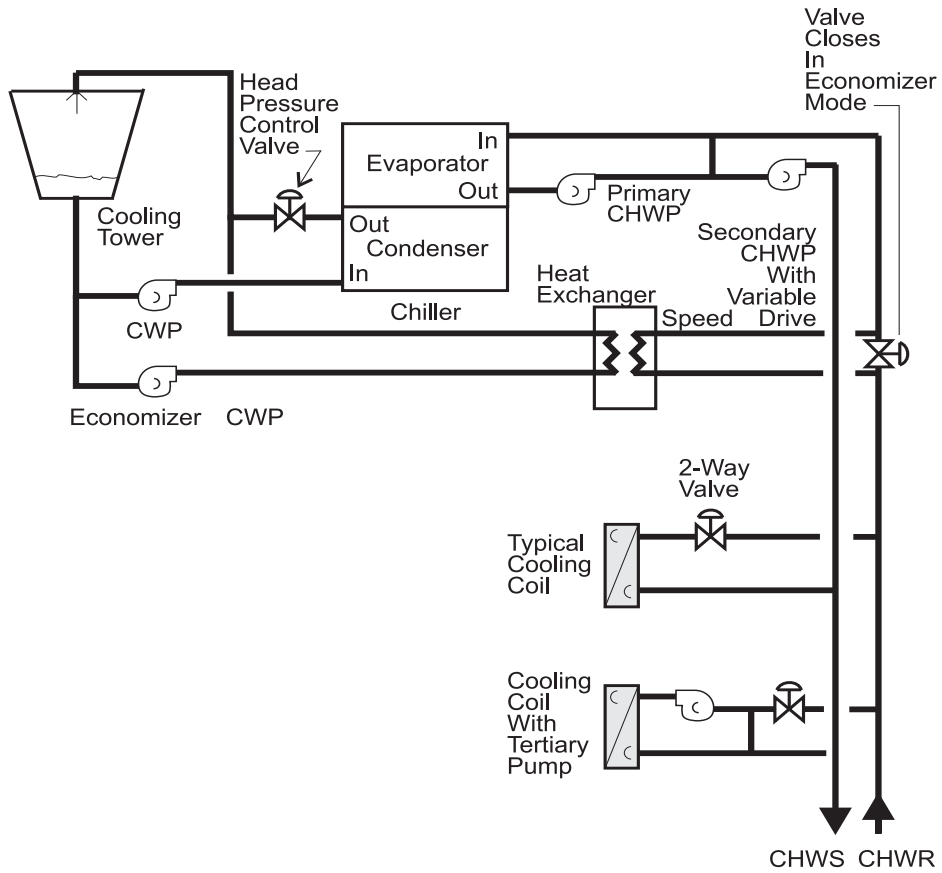 Valve
Closes
In
Economizer
Mode
Head
Pressure
Control
Valve
In
Evaporator
Out
Primary
CHWP
Cooling
Tower
Out
Condenser
In
Secondary
CHWP
With
Variable
Speed Drive
Heat
Exchanger
Chiller
CWP
Economizer CWP
2-Way
Valve
Typical
Cooling
Coil
Cooling
Coil
With
Tertiary
Pump
CHWS CHWR